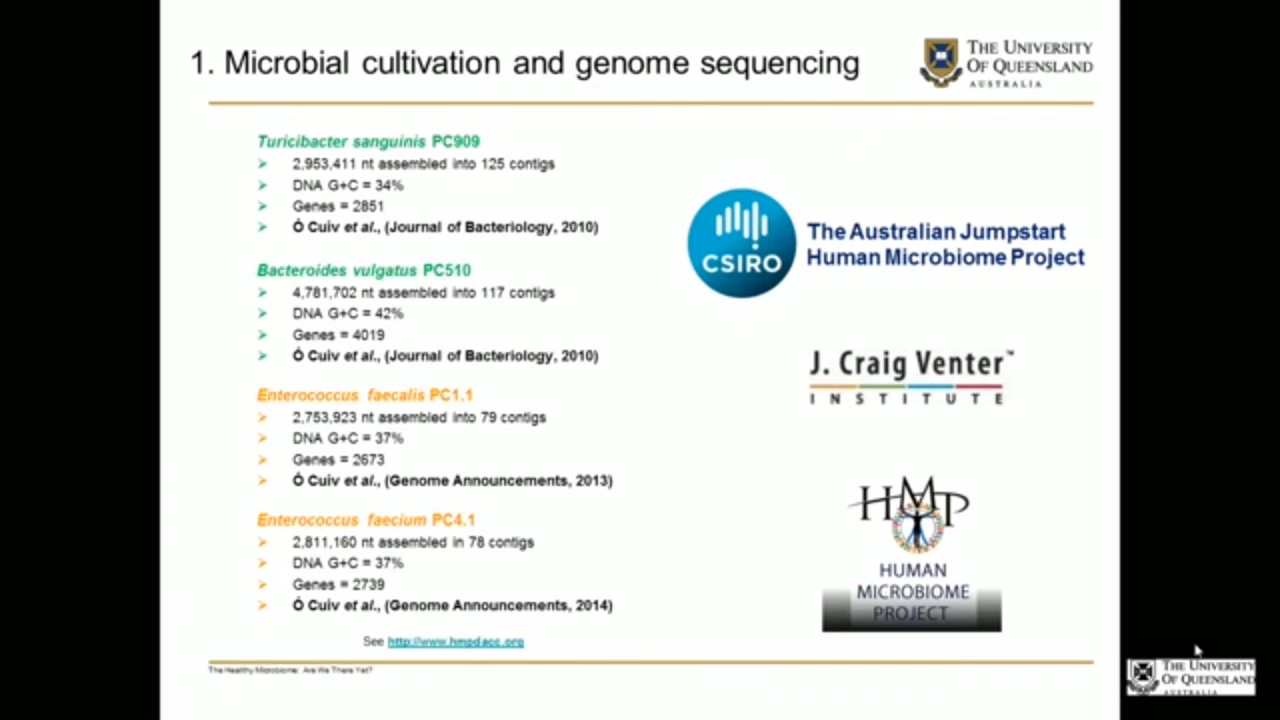 1. Microbial cultivation and genome sequencing
THE UNIVERSITY
OF QUEENSLAND
AUSTRALIA
Turicibacter sanguinis PC909
➢ 2,953,411 nt assembled into 125 contigs
➢ DNA G+C = 34%
➢ Genes = 2851
➢ Ó Cuiv et al., (Journal of Bacteriology, 2010)
Bacteroides vulgatus PC510
➢ 4,781,702 nt assembled into 117 contigs
➢ DNA G+C = 42%
➢ Genes = 4019
➢ Ó Cuiv et al., (Journal of Bacteriology, 2010)
Enterococcus faecalis PC1.1
➢ 2,753,923 nt assembled into 79 contigs
➢ DNA G+C = 37%
➢ Genes = 2673
➢ Ó Cuiv et al., (Genome Announcements, 2013)
Enterococcus faecium PC4.1
➢ 2,811,160 nt assembled in 78 contigs
➢ DNA G+C = 37%
➢ Genes = 2739
➢ Ó Cuiv et al., (Genome Announcements, 2014)
See http://www.hmpdacc.org
CSIRO
The Australian Jumpstart
Human Microbiome Project
J. Craig Venter™
INSTITUTE
HMP
HUMAN
MICROBIOME
PROJECT
The Healthy Microbiome: Are We There Yet?
THE UNIVERSITY
OF QUEENSLAND
AUSTRALIA